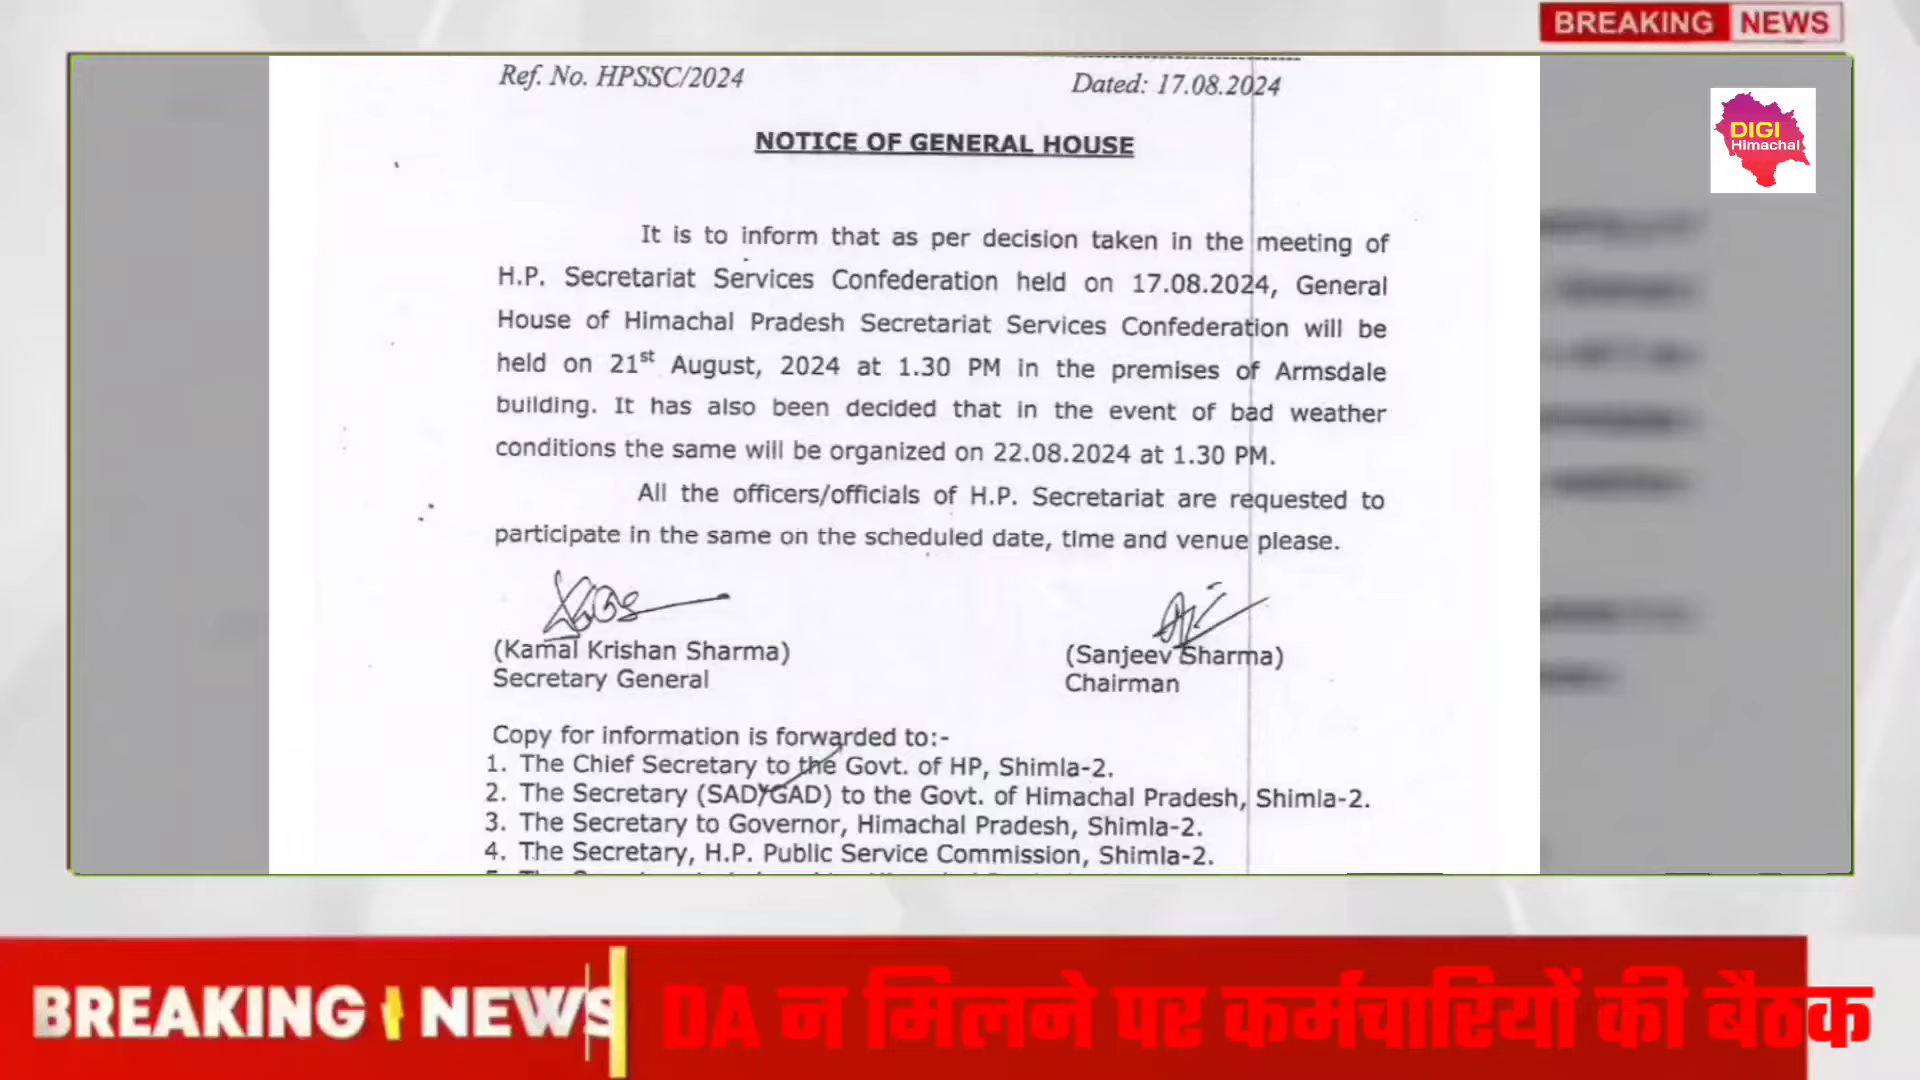 BREAKING NEWS
Ref. No. HPSSC/2024 Dated: 17.08.2024
DIGI
Himachal
NOTICE OF GENERAL HOUSE
It is to inform that as per decision taken in the meeting of
H.P. Secretariat Services Confederation held on 17.08.2024, General
House of Himachal Pradesh Secretariat Services Confederation will be
held on 21st August, 2024 at 1.30 PM in the premises of Armsdale
building. It has also been decided that in the event of bad weather
conditions the same will be organized on 22.08.2024 at 1.30 PM.
All the officers/officials of H.P. Secretariat are requested to
participate in the same on the scheduled date, time and venue please.
(Kamal Krishan Sharma) (Sanjeev Sharma)
Secretary General Chairman
Copy for information is forwarded to:-
1. The Chief Secretary to the Govt. of HP, Shimla-2.
2. The Secretary (SAD/GAD) to the Govt. of Himachal Pradesh, Shimla-2.
3. The Secretary to Governor, Himachal Pradesh, Shimla-2.
4. The Secretary, H.P. Public Service Commission, Shimla-2.
BREAKING NEWS DA न मिलने पर कर्मचारियों की बैठक